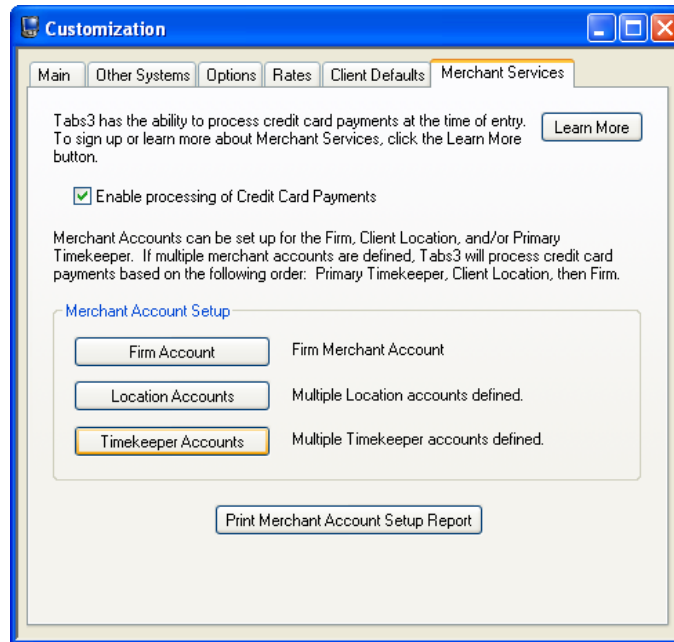 Customization
Main
Other Systems
Options
Rates
Client Defaults
Merchant Services
Tabs3 has the ability to process credit card payments at the time of entry.
To sign up or learn more about Merchant Services, click the Learn More
button.
Learn More
Enable processing of Credit Card Payments
Merchant Accounts can be set up for the Firm, Client Location, and/or Primary
Timekeeper.  If multiple merchant accounts are defined, Tabs3 will process credit card
payments based on the following order:  Primary Timekeeper, Client Location, then Firm.
Merchant Account Setup
Firm Account
Firm Merchant Account
Location Accounts
Multiple Location accounts defined.
Timekeeper Accounts
Multiple Timekeeper accounts defined.
Print Merchant Account Setup Report